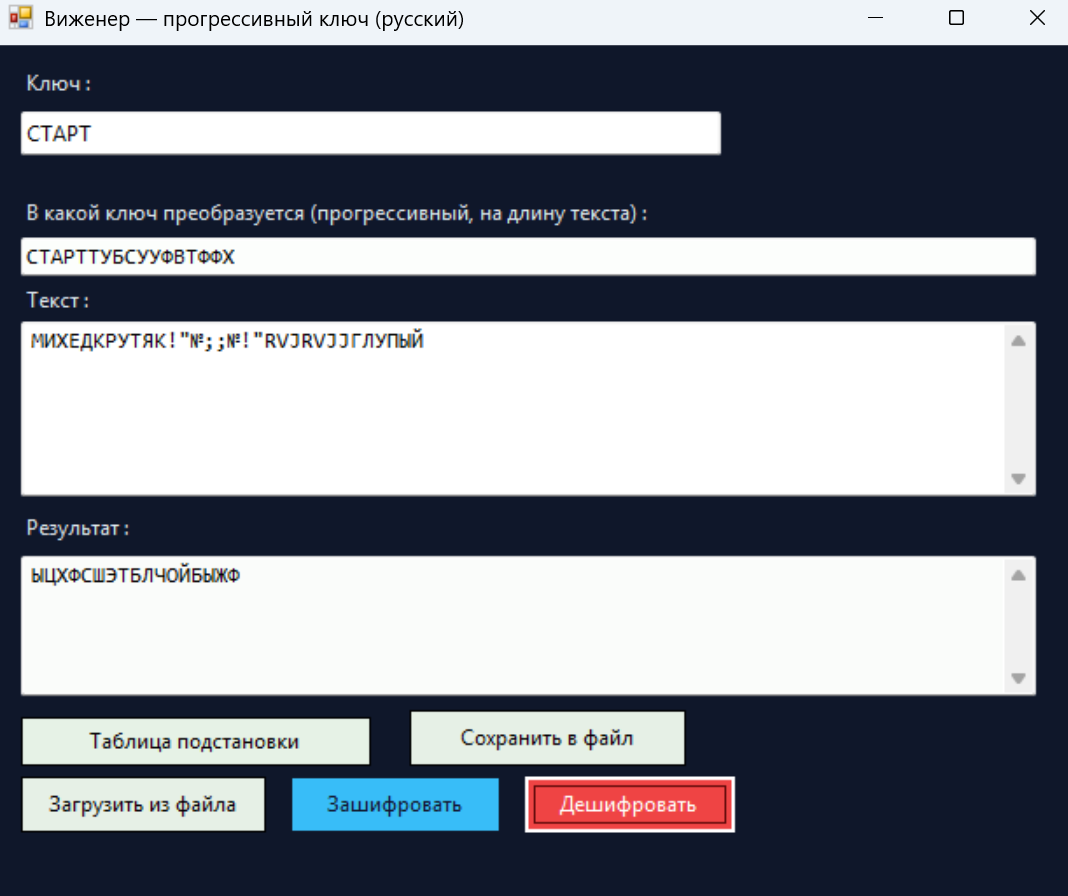 Виженер — прогрессивный ключ (русский)
Ключ :
СТАРТ
В какой ключ преобразуется (прогрессивный, на длину текста) :
СТАРТТУБСУУФВТФФХ
Текст :
МИХЕДКРУТЯК!"№;;№!"RVJRVJJГЛУПЫЙ
Результат :
ЫЦХФСШЭТБЛЧОЙБЫЖФ
Таблица подстановки
Сохранить в файл
Загрузить из файла
Зашифровать
Дешифровать